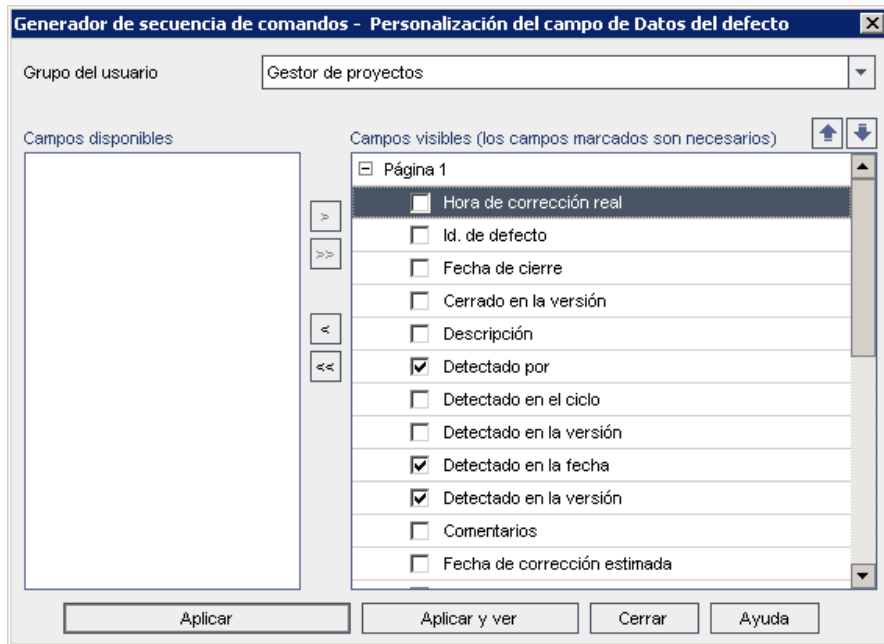 Generador de secuencia de comandos - Personalización del campo de Datos del defecto
Grupo del usuario
Gestor de proyectos
Campos disponibles
Campos visibles (los campos marcados son necesarios)
Página 1
Hora de corrección real
Id. de defecto
Fecha de cierre
Cerrado en la versión
Descripción
Detectado por
Detectado en el ciclo
Detectado en la versión
Detectado en la fecha
Detectado en la versión
Comentarios
Fecha de corrección estimada
>
>>
<
<<
Aplicar
Aplicar y ver
Cerrar
Ayuda